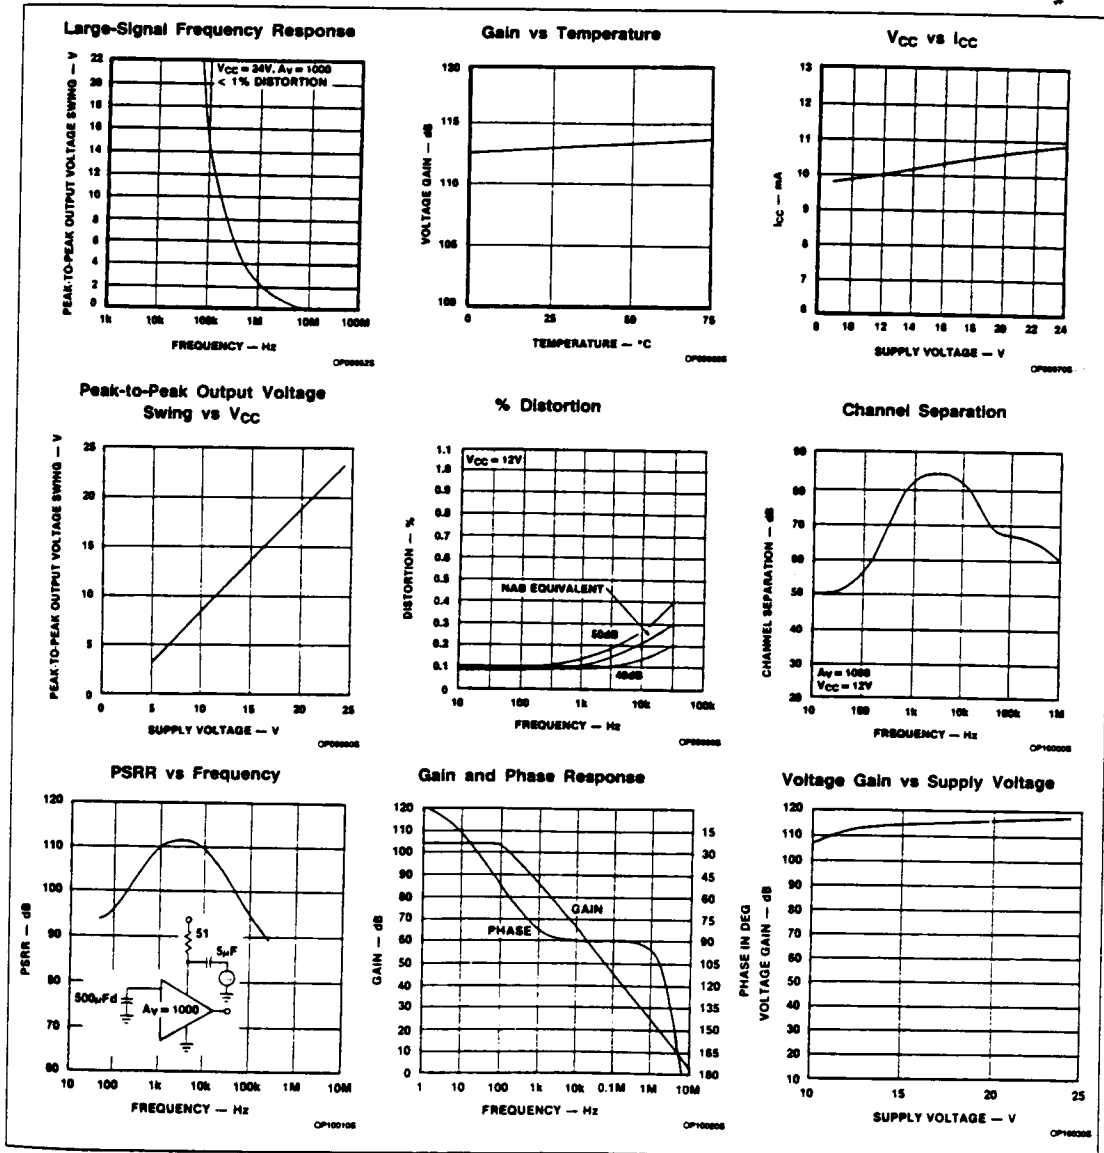 Large-Signal Frequency Response
PEAK-TO-PEAK OUTPUT VOLTAGE SWING — V
22
20
18
16
14
12
10
8
6
4
2
0
VCC = 24V, AV = 1000
< 1% DISTORTION
1k 10k 100k 1M 10M 100M
FREQUENCY — Hz
Gain vs Temperature
VOLTAGE GAIN — dB
120
115
110
105
100
0 25 50 75
TEMPERATURE — °C
VCC vs ICC
ICC — mA
13
12
11
10
9
8
7
6
8 10 12 14 16 18 20 22 24
SUPPLY VOLTAGE — V
Peak-to-Peak Output Voltage
Swing vs VCC
PEAK-TO-PEAK OUTPUT VOLTAGE SWING — V
25
20
15
10
5
0
0 5 10 15 20 25
SUPPLY VOLTAGE — V
% Distortion
DISTORTION — %
1.1
1.0
0.9
0.8
0.7
0.6
0.5
0.4
0.3
0.2
0.1
0
VCC = 12V
NAB EQUIVALENT
50dB
40dB
10 100 1k 10k 100k
FREQUENCY — Hz
Channel Separation
CHANNEL SEPARATION — dB
90
80
70
60
50
40
30
20
AV = 1000
VCC = 12V
10 100 1k 10k 100k 1M
FREQUENCY — Hz
PSRR vs Frequency
PSRR — dB
120
110
100
90
80
70
60
51
5µF
500µFd
AV = 1000
10 100 1k 10k 100k 1M 10M
FREQUENCY — Hz
OP10010S
Gain and Phase Response
GAIN — dB
120
110
100
90
80
70
60
50
40
30
20
10
0
GAIN
PHASE
15
30
45
60
75
90
105
120
135
150
165
180
PHASE IN DEG
1 10 100 1k 10k 0.1M 1M 10M
FREQUENCY — Hz
Voltage Gain vs Supply Voltage
VOLTAGE GAIN — dB
120
110
100
90
80
70
60
50
40
30
20
10
10 15 20 25
SUPPLY VOLTAGE — V